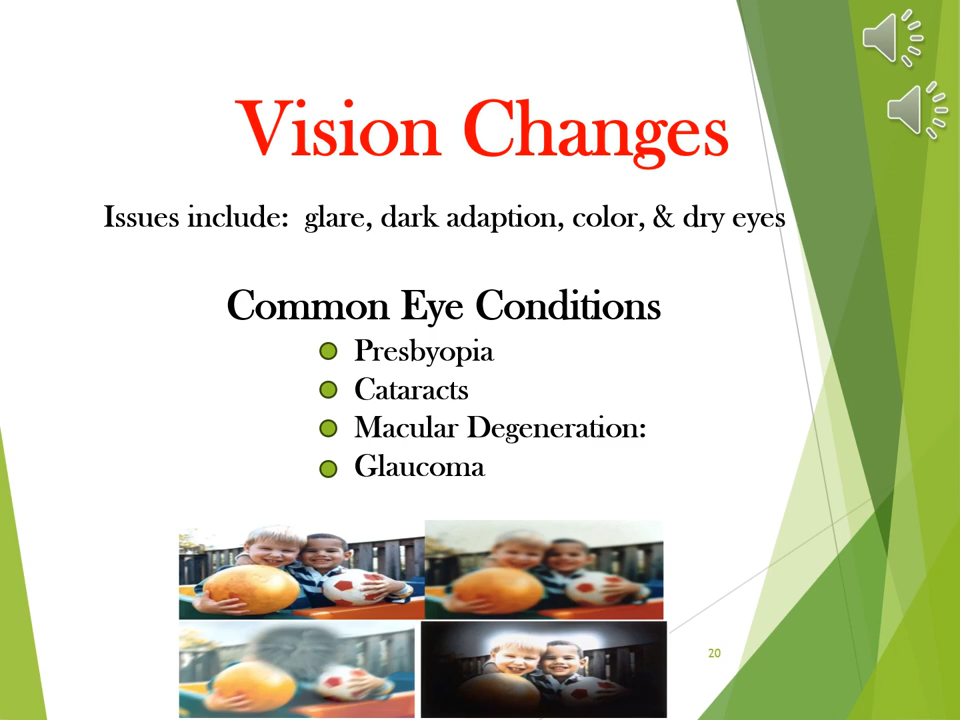 Vision Changes
Issues include:  glare, dark adaption, color, & dry eyes
Common Eye Conditions
Presbyopia
Cataracts
Macular Degeneration:
Glaucoma
20